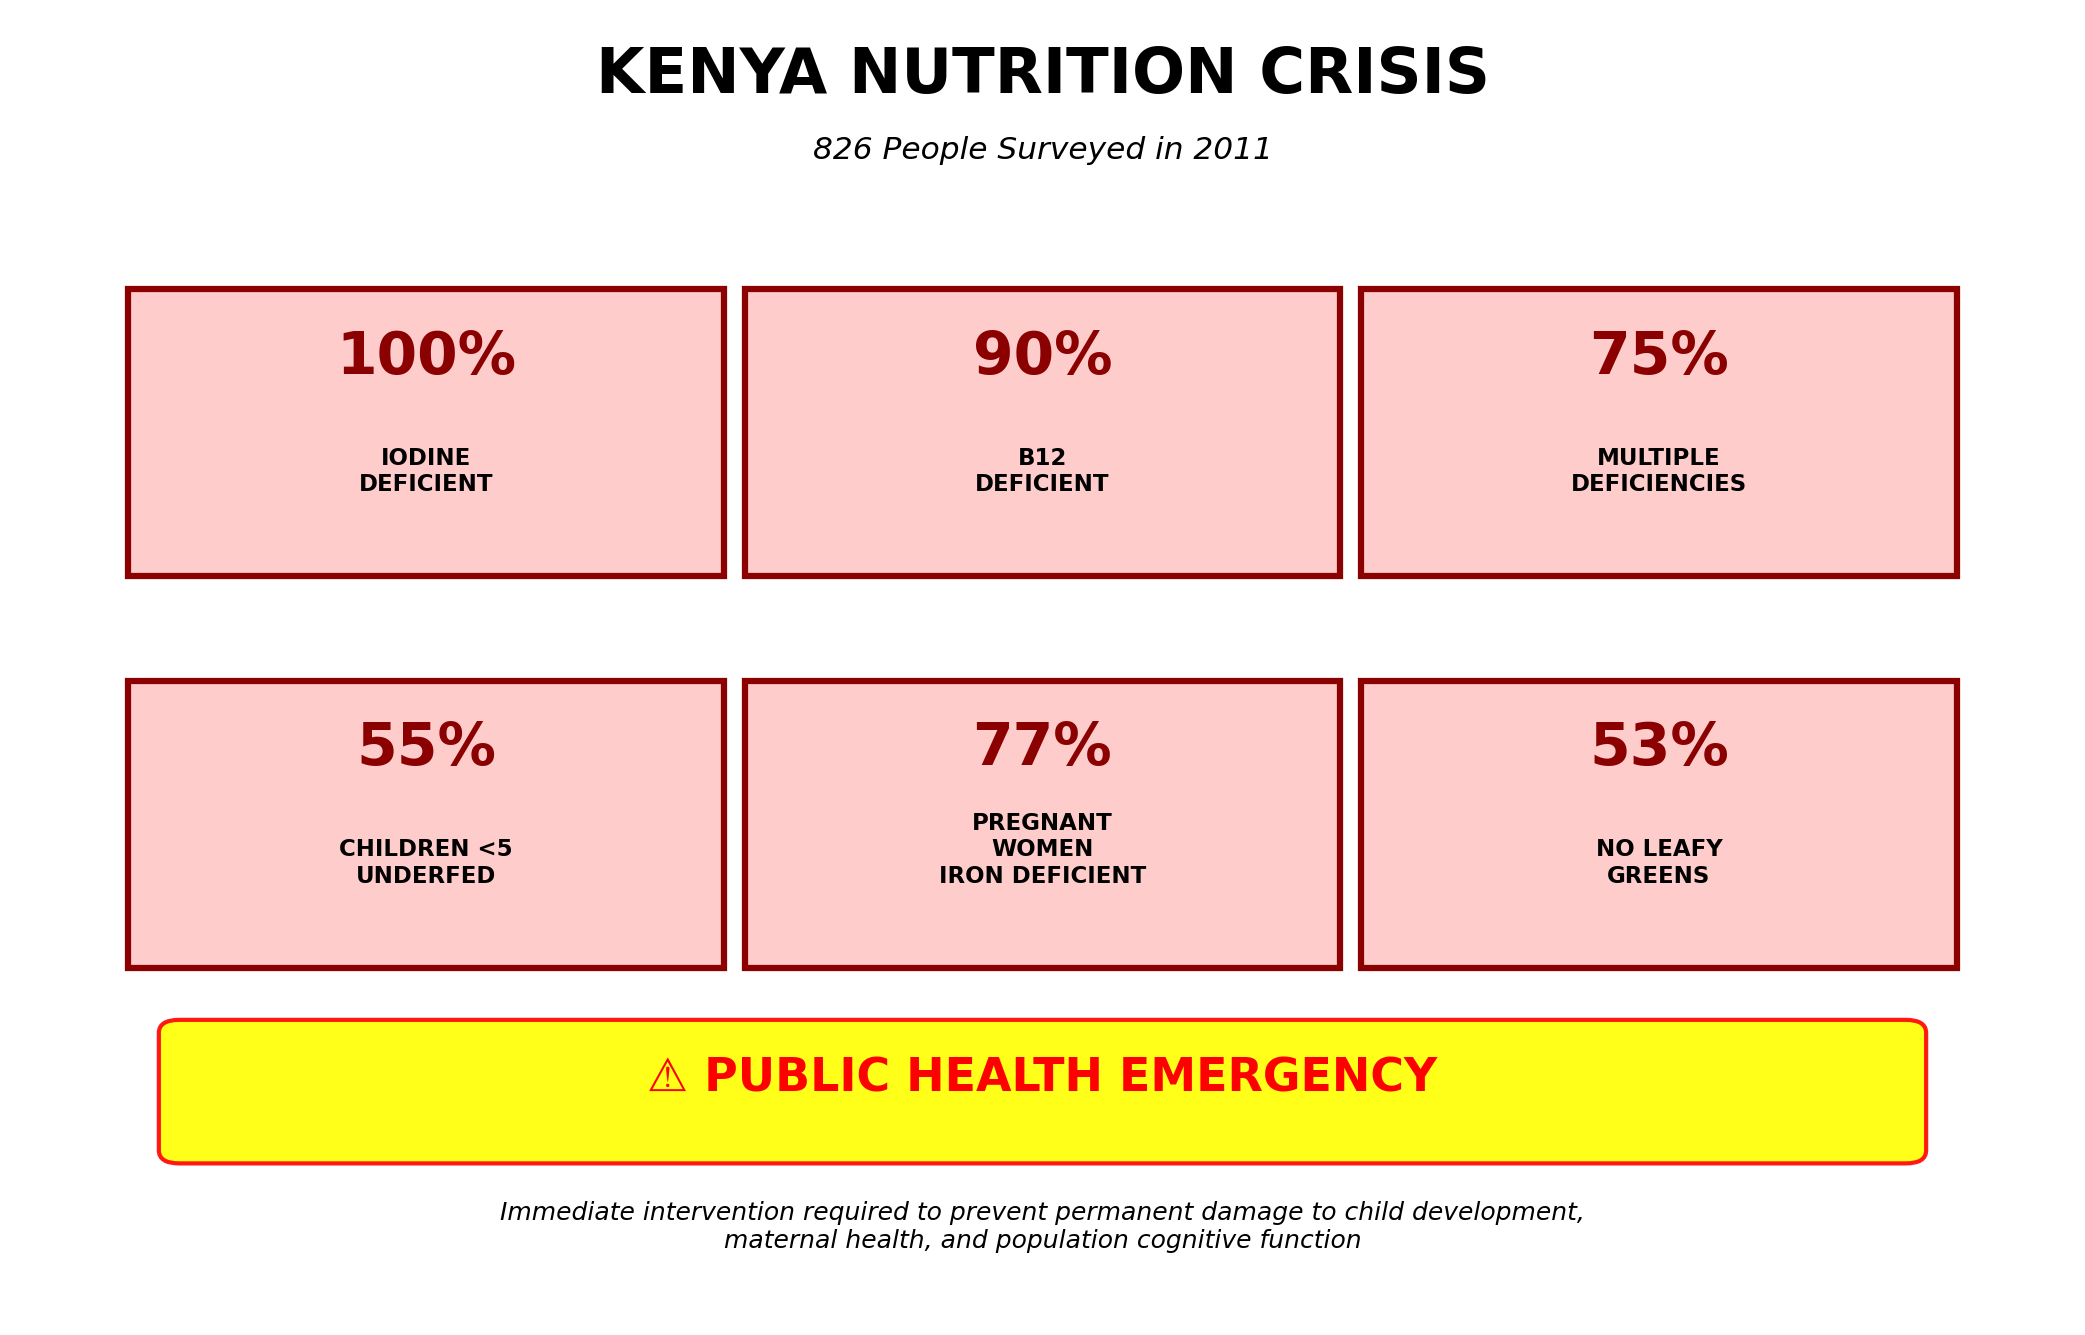 KENYA NUTRITION CRISIS
826 People Surveyed in 2011
100%
IODINE
DEFICIENT
90%
B12
DEFICIENT
75%
MULTIPLE
DEFICIENCIES
55%
CHILDREN <5
UNDERFED
77%
PREGNANT
WOMEN
IRON DEFICIENT
53%
NO LEAFY
GREENS
⚠ PUBLIC HEALTH EMERGENCY
Immediate intervention required to prevent permanent damage to child development,
maternal health, and population cognitive function